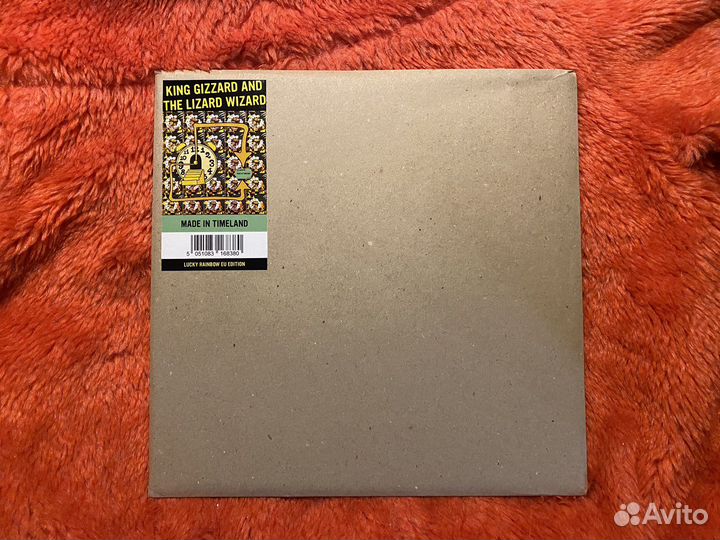 KING GIZZARD AND
THE LIZARD WIZARD
MADE IN TIMELAND
5 051083 168380
LUCKY RAINBOW EU EDITION
Avito